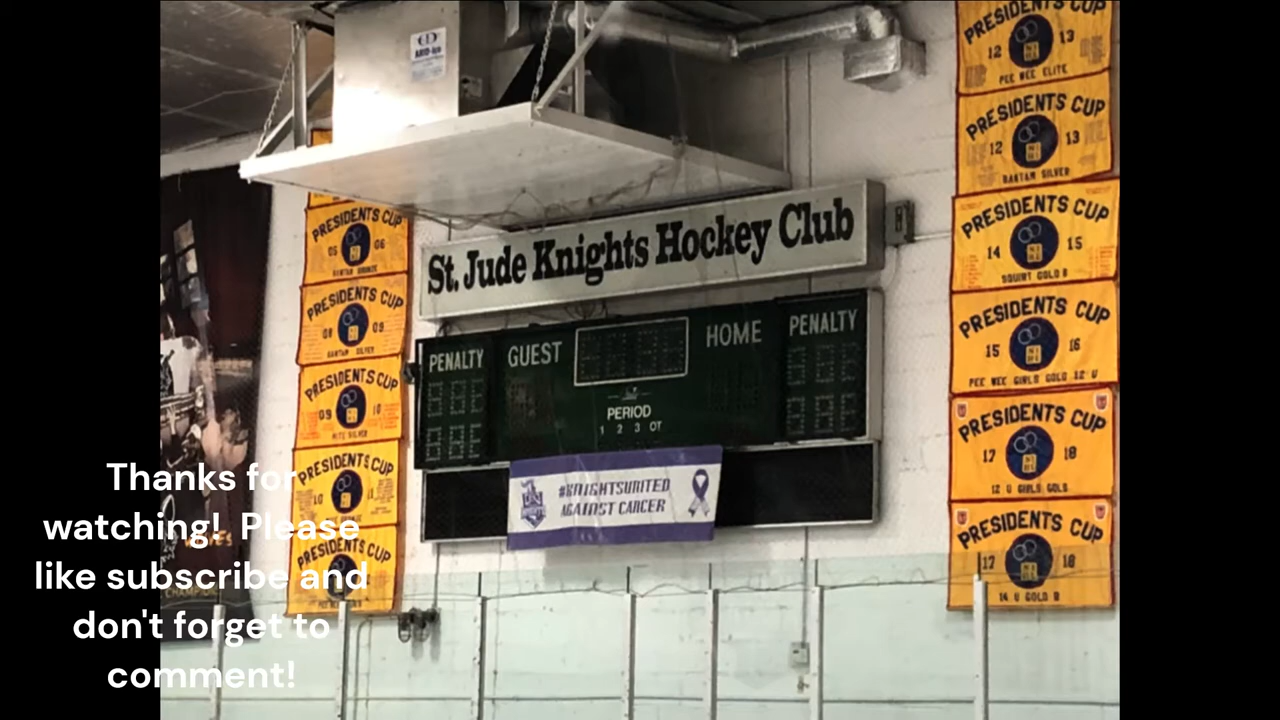 PRESIDENTS CUP
12 13
PEE WEE ELITE
PRESIDENTS CUP
12 13
BANTAM SILVER
PRESIDENTS CUP
14 15
SQUIRT GOLD B
PRESIDENTS CUP
15 16
PEE WEE GIRLS GOLD 12 U
PRESIDENTS CUP
17 18
12 U GIRLS GOLD
PRESIDENTS CUP
17 18
14 U GOLD B
St. Jude Knights Hockey Club
PENALTY GUEST HOME PENALTY
PERIOD
1 2 3 OT
#KNIGHTSUNITED
AGAINST CANCER
PRESIDENTS CUP
05 06
BANTAM BRONZE
PRESIDENTS CUP
08 09
BANTAM SILVER
PRESIDENTS CUP
09 10
MITE SILVER
PRESIDENTS CUP
10 11
PRESIDENTS CUP
Thanks for
watching! Please
like subscribe and
don't forget to
comment!